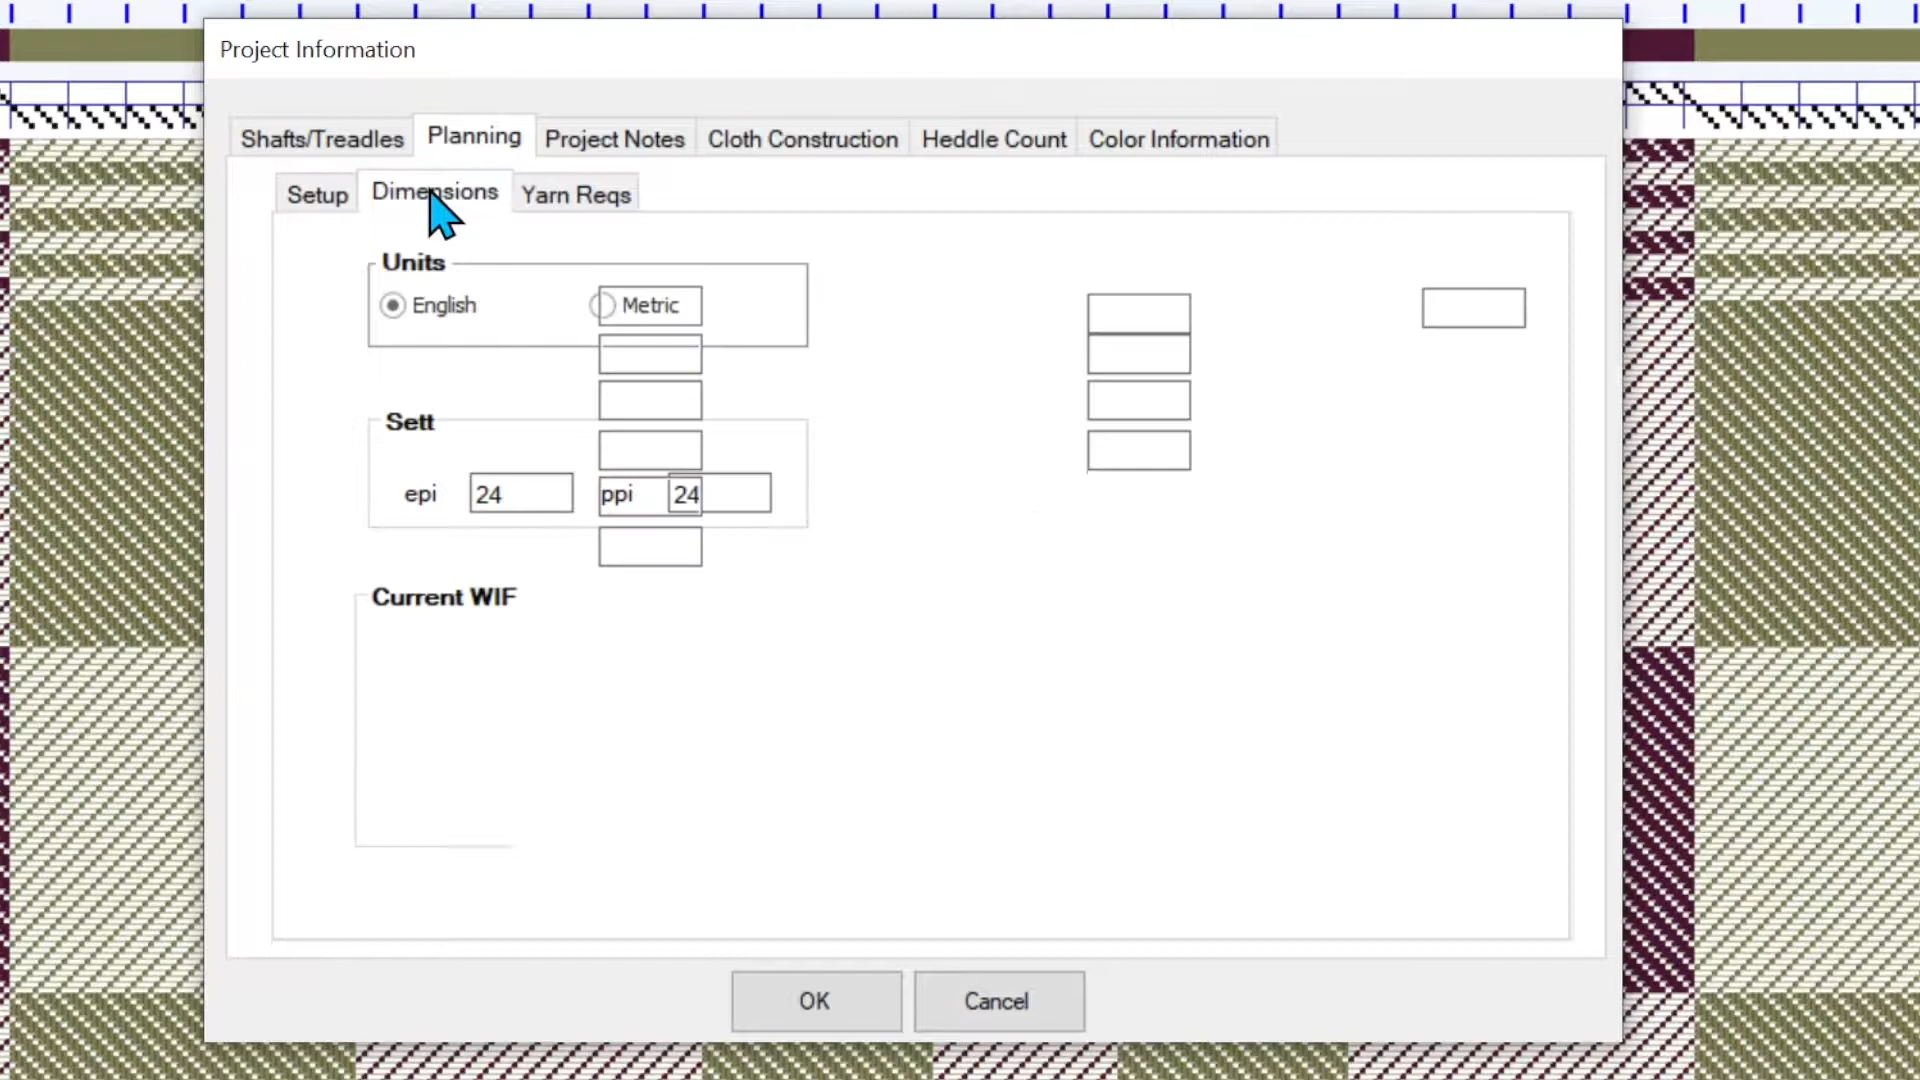 Project Information
Shafts/Treadles Planning Project Notes Cloth Construction Heddle Count Color Information
Setup Dimensions Yarn Reqs
Units
English Metric
Sett
epi 24 ppi 24
Current WIF
OK Cancel